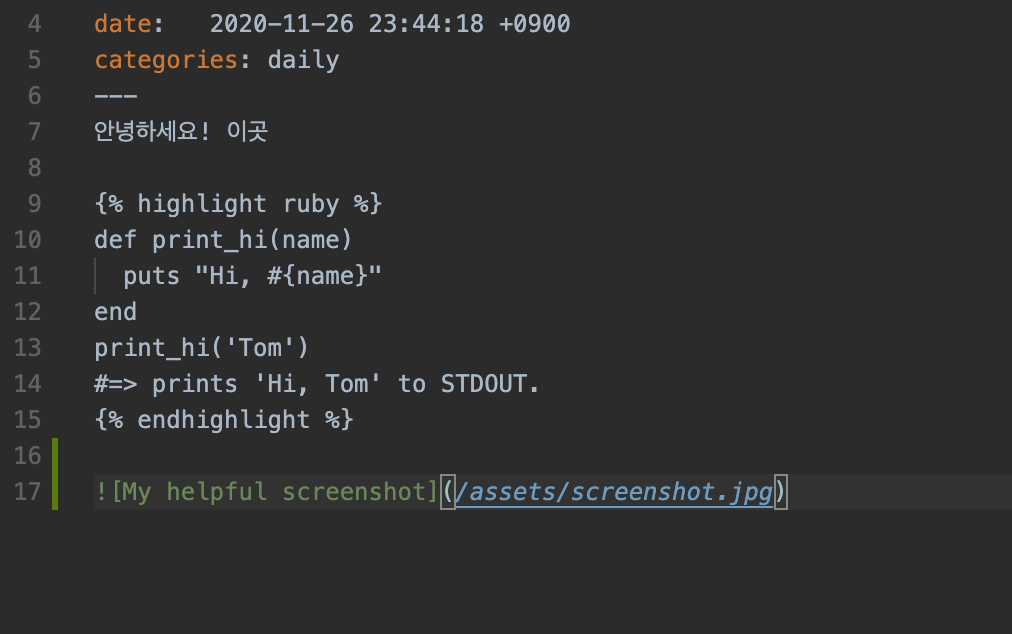 4 date:   2020-11-26 23:44:18 +0900
5 categories: daily
6 ---
7 안녕하세요! 이곳
8
9 {% highlight ruby %}
10 def print_hi(name)
11   puts "Hi, #{name}"
12 end
13 print_hi('Tom')
14 #=> prints 'Hi, Tom' to STDOUT.
15 {% endhighlight %}
16
17 ![My helpful screenshot](/assets/screenshot.jpg)